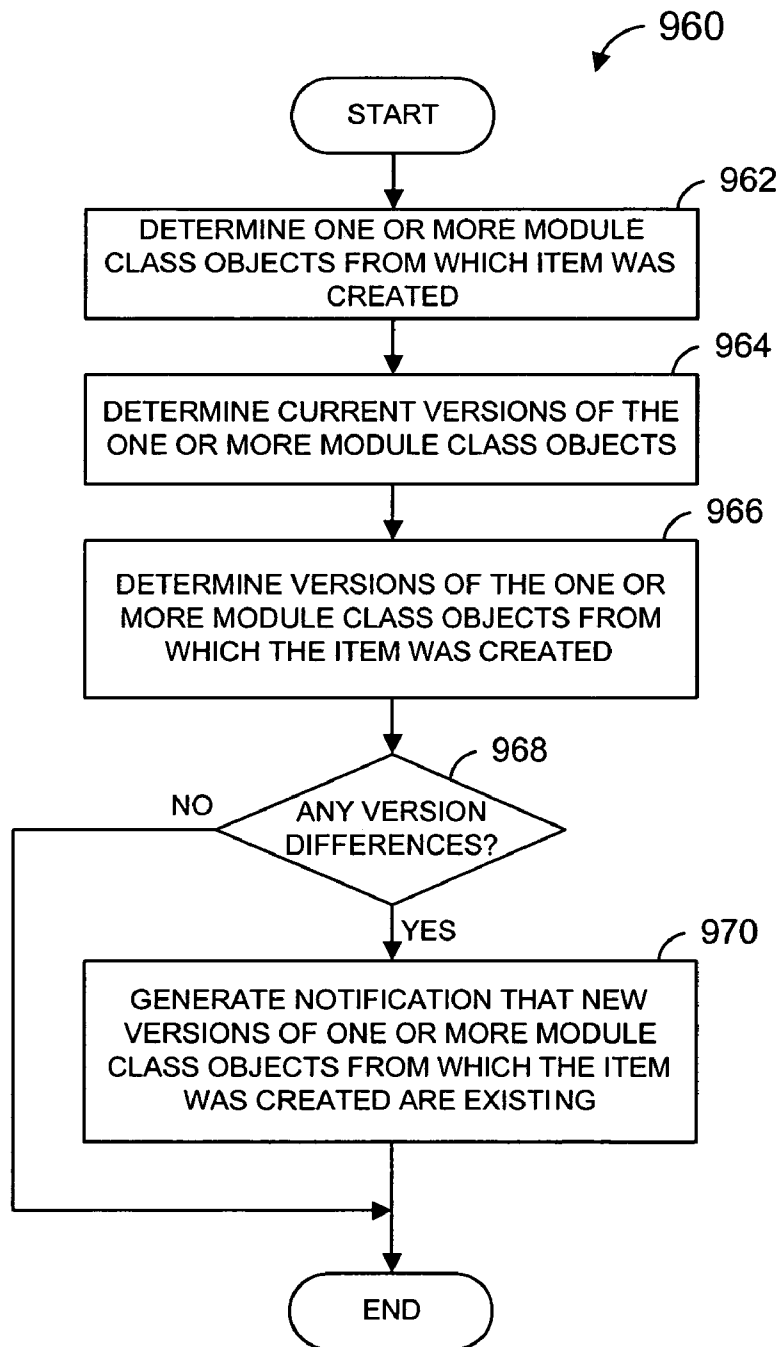 960
START
962
DETERMINE ONE OR MORE MODULE
CLASS OBJECTS FROM WHICH ITEM WAS
CREATED
964
DETERMINE CURRENT VERSIONS OF THE
ONE OR MORE MODULE CLASS OBJECTS
966
DETERMINE VERSIONS OF THE ONE OR
MORE MODULE CLASS OBJECTS FROM
WHICH THE ITEM WAS CREATED
968
NO
ANY VERSION
DIFFERENCES?
YES
970
GENERATE NOTIFICATION THAT NEW
VERSIONS OF ONE OR MORE MODULE
CLASS OBJECTS FROM WHICH THE ITEM
WAS CREATED ARE EXISTING
END